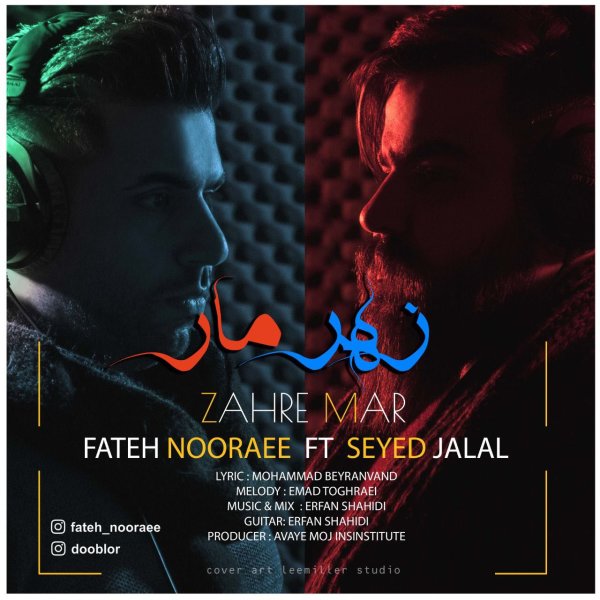 زهر مار
ZAHRE MAR
FATEH NOORAEE FT SEYED JALAL
LYRIC : MOHAMMAD BEYRANVAND
MELODY : EMAD TOGHRAEI
MUSIC & MIX : ERFAN SHAHIDI
GUITAR: ERFAN SHAHIDI
PRODUCER : AVAYE MOJ INSINSTITUTE
fateh_nooraee
dooblor
cover art leemiller studio